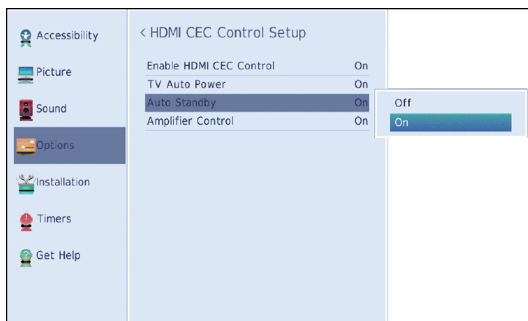 Accessibility
Picture
Sound
Options
Installation
Timers
Get Help
< HDMI CEC Control Setup
Enable HDMI CEC Control On
TV Auto Power On
Auto Standby On
Amplifier Control On
Off
On